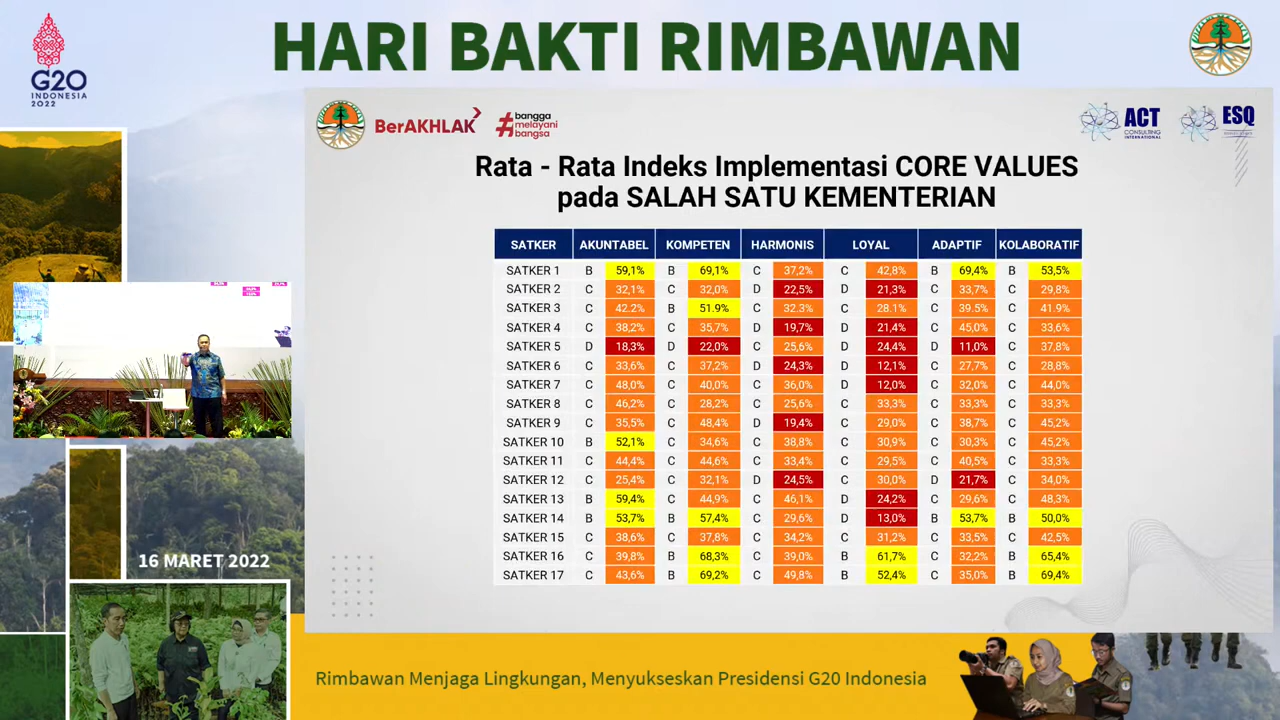 HARI BAKTI RIMBAWAN
G20
INDONESIA
2022
BerAKHLAK
#bangga
melayani
bangsa
ACT
CONSULTING
INTERNATIONAL
ESQ
Rata - Rata Indeks Implementasi CORE VALUES
pada SALAH SATU KEMENTERIAN
SATKER AKUNTABEL KOMPETEN HARMONIS LOYAL ADAPTIF KOLABORATIF
SATKER 1 B 59,1% B 69,1% C 37,2% C 42,8% B 69,4% B 53,5%
SATKER 2 C 32,1% C 32,0% D 22,5% D 21,3% C 33,7% C 29,8%
SATKER 3 C 42.2% B 51.9% C 32.3% C 28.1% C 39.5% C 41.9%
SATKER 4 C 38,2% C 35,7% D 19,7% D 21,4% C 45,0% C 33,6%
SATKER 5 D 18,3% D 22,0% C 25,6% D 24,4% D 11,0% C 37,8%
SATKER 6 C 33,6% C 37,2% D 24,3% D 12,1% C 27,7% C 28,8%
SATKER 7 C 48,0% C 40,0% C 36,0% D 12,0% C 32,0% C 44,0%
SATKER 8 C 46,2% C 28,2% C 25,6% C 33,3% C 33,3% C 33,3%
SATKER 9 C 35,5% C 48,4% D 19,4% C 29,0% C 38,7% C 45,2%
SATKER 10 B 52,1% C 34,6% C 38,8% C 30,9% C 30,3% C 45,2%
SATKER 11 C 44,4% C 44,6% C 33,4% C 29,5% C 40,5% C 33,3%
SATKER 12 C 25,4% C 32,1% D 24,5% C 30,0% D 21,7% C 34,0%
SATKER 13 B 59,4% C 44,9% C 46,1% D 24,2% C 29,6% C 48,3%
SATKER 14 B 53,7% B 57,4% C 29,6% D 13,0% B 53,7% B 50,0%
SATKER 15 C 38,6% C 37,8% C 34,2% C 31,2% C 33,5% C 42,5%
SATKER 16 C 39,8% B 68,3% C 39,0% B 61,7% C 32,2% B 65,4%
SATKER 17 C 43,6% B 69,2% C 49,8% B 52,4% C 35,0% B 69,4%
16 MARET 2022
Rimbawan Menjaga Lingkungan, Menyukseskan Presidensi G20 Indonesia